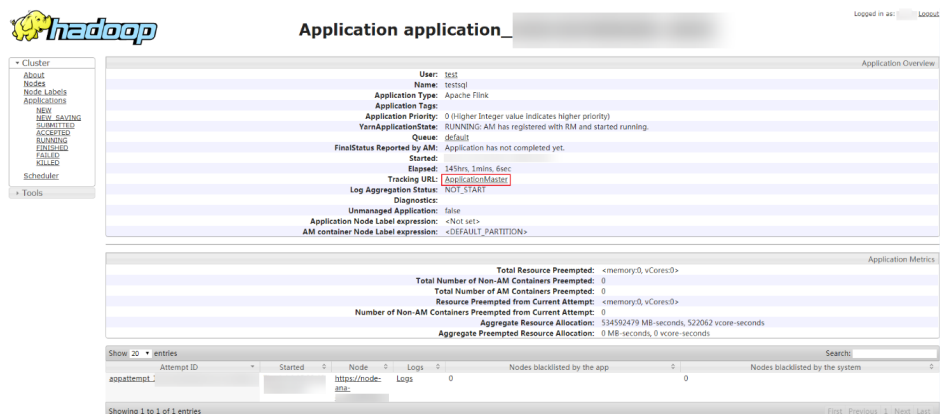 hadoop
Application application_
Logged in as: Logout
Cluster
About
Nodes
Node Labels
Applications
NEW
NEW_SAVING
SUBMITTED
ACCEPTED
RUNNING
FINISHED
FAILED
KILLED
Scheduler
Tools
Application Overview
User: test
Name: testsql
Application Type: Apache Flink
Application Tags:
Application Priority: 0 (Higher Integer value indicates higher priority)
YarnApplicationState: RUNNING: AM has registered with RM and started running.
Queue: default
FinalStatus Reported by AM: Application has not completed yet.
Started:
Elapsed: 145hrs, 1mins, 6sec
Tracking URL: ApplicationMaster
Log Aggregation Status: NOT_START
Diagnostics:
Unmanaged Application: false
Application Node Label expression: <Not set>
AM container Node Label expression: <DEFAULT_PARTITION>
Application Metrics
Total Resource Preempted: <memory:0, vCores:0>
Total Number of Non-AM Containers Preempted: 0
Total Number of AM Containers Preempted: 0
Resource Preempted from Current Attempt: <memory:0, vCores:0>
Number of Non-AM Containers Preempted from Current Attempt: 0
Aggregate Resource Allocation: 534592479 MB-seconds, 522062 vcore-seconds
Aggregate Preempted Resource Allocation: 0 MB-seconds, 0 vcore-seconds
Show 20 entries Search:
Attempt ID Started Node Logs Nodes blacklisted by the app Nodes blacklisted by the system
appattempt_ https://node- Logs 0 0
ana-
Showing 1 to 1 of 1 entries First Previous 1 Next Last